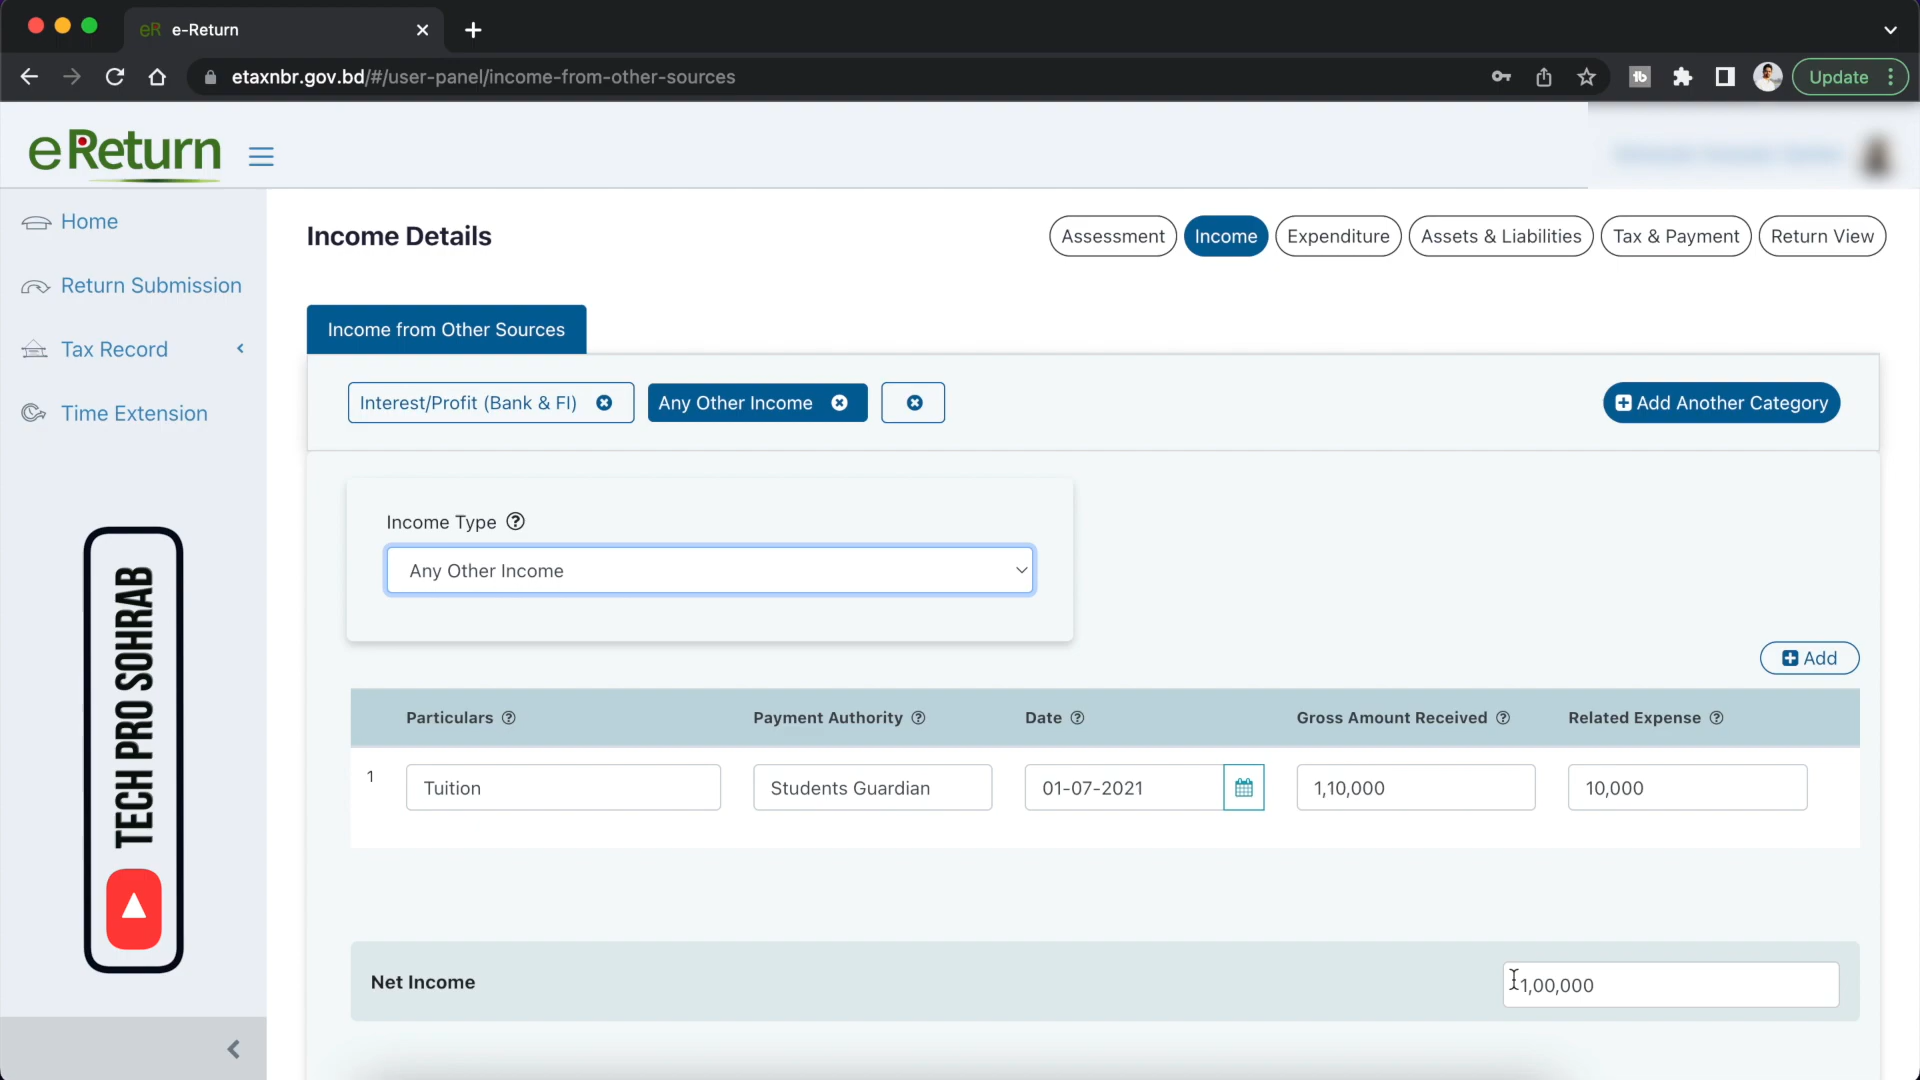 eR e-Return
etaxnbr.gov.bd/#/user-panel/income-from-other-sources
Update
eReturn
Home
Return Submission
Tax Record
Time Extension
TECH PRO SOHRAB
Income Details
Assessment
Income
Expenditure
Assets & Liabilities
Tax & Payment
Return View
Income from Other Sources
Interest/Profit (Bank & FI)
Any Other Income
Add Another Category
Income Type
Any Other Income
Add
Particulars Payment Authority Date Gross Amount Received Related Expense
1 Tuition Students Guardian 01-07-2021 1,10,000 10,000
Net Income 1,00,000